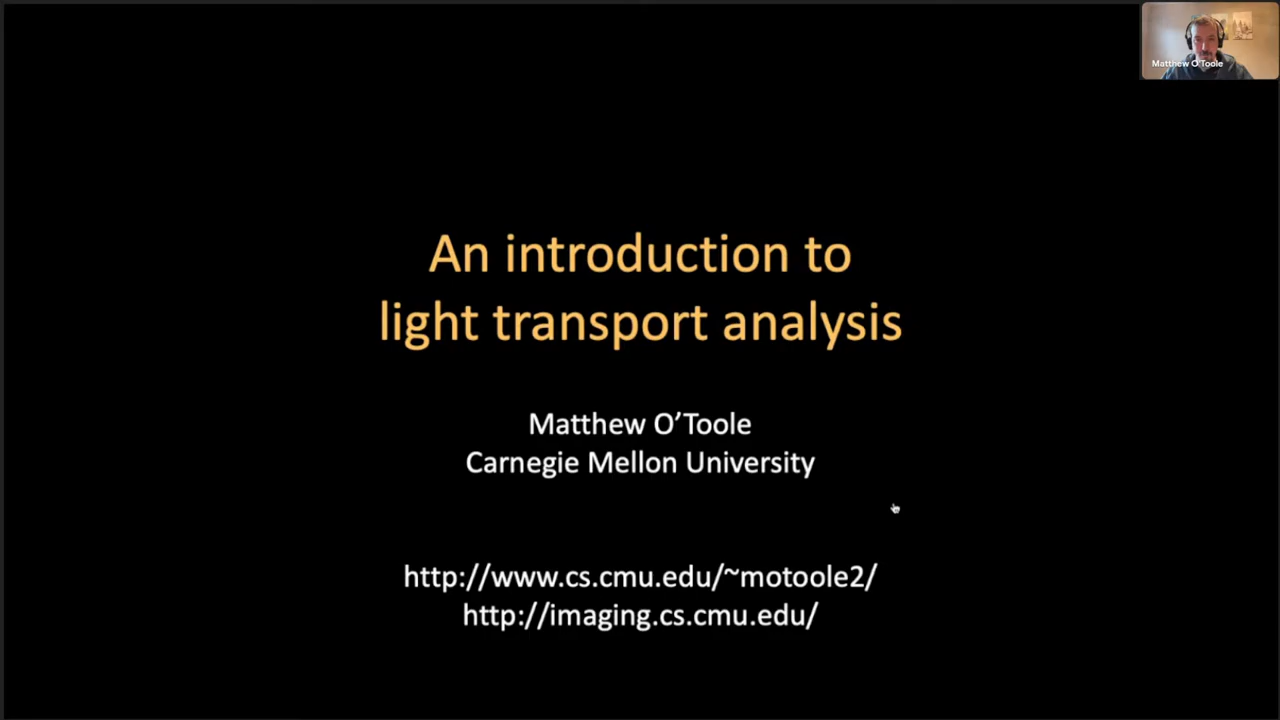 Matthew O'Toole
An introduction to
light transport analysis
Matthew O’Toole
Carnegie Mellon University
http://www.cs.cmu.edu/~motoole2/
http://imaging.cs.cmu.edu/